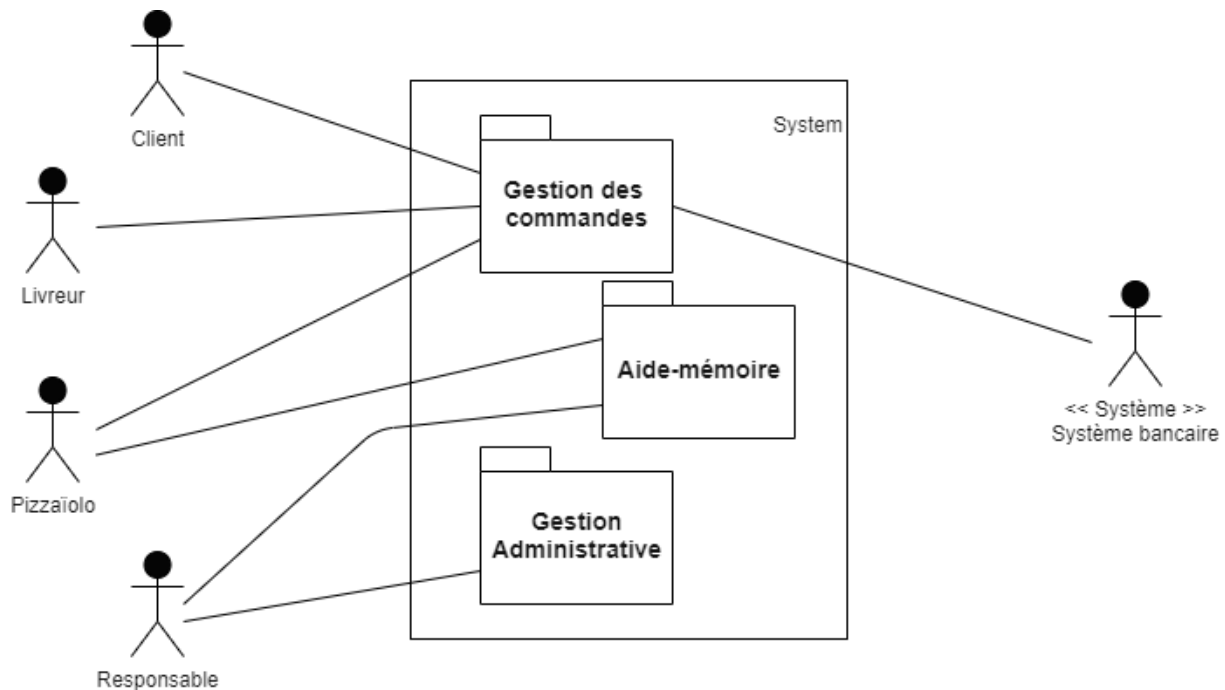 Client
System
Gestion des
commandes
Livreur
Aide-mémoire
<< Système >>
Système bancaire
Pizzaïolo
Gestion
Administrative
Responsable